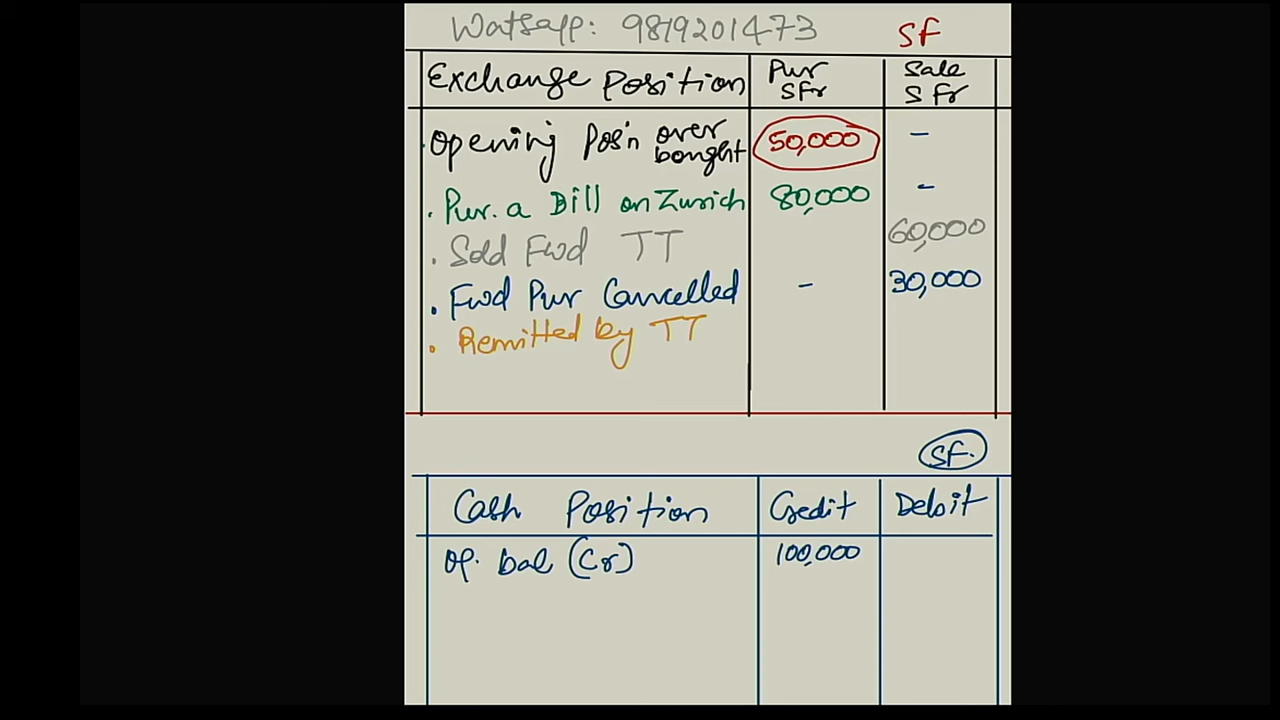 Watsapp: 9819201473 SF
Exchange Position Pur SFr Sale S Fr
Opening Pos'n over bought 50,000 -
. Pur. a Bill on Zurich 80,000 -
. Sold Fwd TT 60,000
. Fwd Pur Cancelled - 30,000
. Remitted by TT
SF.
Cash Position Credit Debit
Op. bal (Cr) 100,000